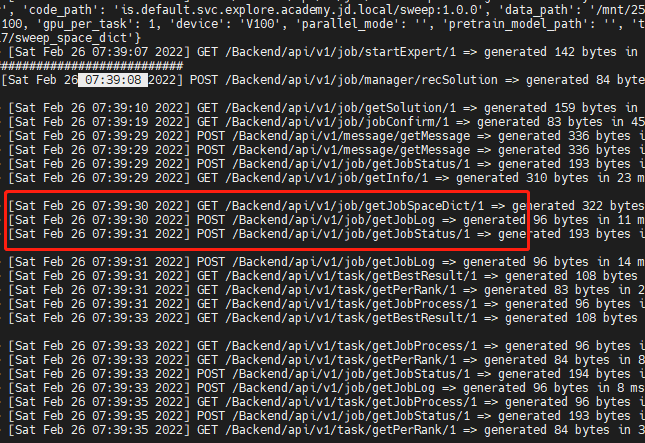 ', 'code_path': 'is.default.svc.explore.academy.jd.local/sweep:1.0.0', 'data_path': '/mnt/25
100, 'gpu_per_task': 1, 'device': 'V100', 'parallel_mode': '', 'pretrain_model_path': '', 't
7/sweep_space_dict'}
[Sat Feb 26 07:39:07 2022] GET /Backend/api/v1/job/startExpert/1 => generated 142 bytes in
##########################
[Sat Feb 26 07:39:08 2022] POST /Backend/api/v1/job/manager/recSolution => generated 84 byte
[Sat Feb 26 07:39:10 2022] GET /Backend/api/v1/job/getSolution/1 => generated 159 bytes in
[Sat Feb 26 07:39:19 2022] GET /Backend/api/v1/job/jobConfirm/1 => generated 83 bytes in 45
[Sat Feb 26 07:39:29 2022] POST /Backend/api/v1/message/getMessage => generated 336 bytes i
[Sat Feb 26 07:39:29 2022] POST /Backend/api/v1/message/getMessage => generated 336 bytes i
[Sat Feb 26 07:39:29 2022] POST /Backend/api/v1/job/getJobStatus/1 => generated 193 bytes i
[Sat Feb 26 07:39:29 2022] GET /Backend/api/v1/job/getInfo/1 => generated 310 bytes in 23 m
[Sat Feb 26 07:39:30 2022] GET /Backend/api/v1/job/getJobSpaceDict/1 => generated 322 bytes
[Sat Feb 26 07:39:30 2022] POST /Backend/api/v1/job/getJobLog => generated 96 bytes in 11 m
[Sat Feb 26 07:39:31 2022] POST /Backend/api/v1/job/getJobStatus/1 => generated 193 bytes i
[Sat Feb 26 07:39:31 2022] POST /Backend/api/v1/job/getJobLog => generated 96 bytes in 14 m
[Sat Feb 26 07:39:31 2022] GET /Backend/api/v1/task/getBestResult/1 => generated 108 bytes
[Sat Feb 26 07:39:31 2022] GET /Backend/api/v1/task/getPerRank/1 => generated 83 bytes in 2
[Sat Feb 26 07:39:31 2022] GET /Backend/api/v1/task/getJobProcess/1 => generated 96 bytes i
[Sat Feb 26 07:39:33 2022] GET /Backend/api/v1/task/getBestResult/1 => generated 108 bytes
[Sat Feb 26 07:39:33 2022] GET /Backend/api/v1/task/getJobProcess/1 => generated 96 bytes i
[Sat Feb 26 07:39:33 2022] GET /Backend/api/v1/task/getPerRank/1 => generated 84 bytes in 8
[Sat Feb 26 07:39:33 2022] POST /Backend/api/v1/job/getJobStatus/1 => generated 194 bytes i
[Sat Feb 26 07:39:33 2022] POST /Backend/api/v1/job/getJobLog => generated 96 bytes in 8 ms
[Sat Feb 26 07:39:35 2022] GET /Backend/api/v1/task/getJobProcess/1 => generated 96 bytes i
[Sat Feb 26 07:39:35 2022] POST /Backend/api/v1/job/getJobStatus/1 => generated 193 bytes i
[Sat Feb 26 07:39:35 2022] GET /Backend/api/v1/task/getPerRank/1 => generated 84 bytes in 3